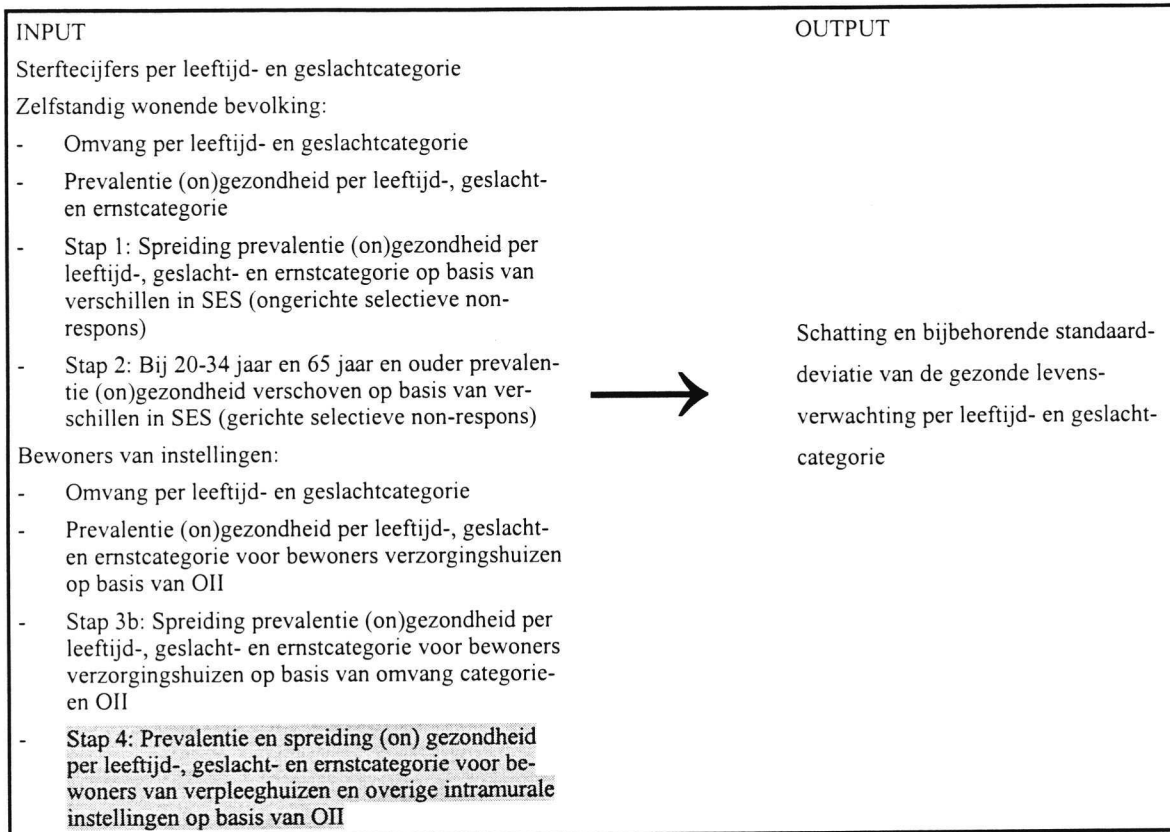 INPUT
Sterftecijfers per leeftijd- en geslachtcategorie
Zelfstandig wonende bevolking:
- Omvang per leeftijd- en geslachtcategorie
- Prevalentie (on)gezondheid per leeftijd-, geslacht-
en ernstcategorie
- Stap 1: Spreiding prevalentie (on)gezondheid per
leeftijd-, geslacht- en ernstcategorie op basis van
verschillen in SES (ongerichte selectieve non-
respons)
- Stap 2: Bij 20-34 jaar en 65 jaar en ouder prevalen-
tie (on)gezondheid verschoven op basis van ver-
schillen in SES (gerichte selectieve non-respons)
Bewoners van instellingen:
- Omvang per leeftijd- en geslachtcategorie
- Prevalentie (on)gezondheid per leeftijd-, geslacht-
en ernstcategorie voor bewoners verzorgingshuizen
op basis van OII
- Stap 3b: Spreiding prevalentie (on)gezondheid per
leeftijd-, geslacht- en ernstcategorie voor bewoners
verzorgingshuizen op basis van omvang categorie-
en OII
- Stap 4: Prevalentie en spreiding (on) gezondheid
per leeftijd-, geslacht- en ernstcategorie voor be-
woners van verpleeghuizen en overige intramurale
instellingen op basis van OII
OUTPUT
Schatting en bijbehorende standaard-
deviatie van de gezonde levens-
verwachting per leeftijd- en geslacht-
categorie